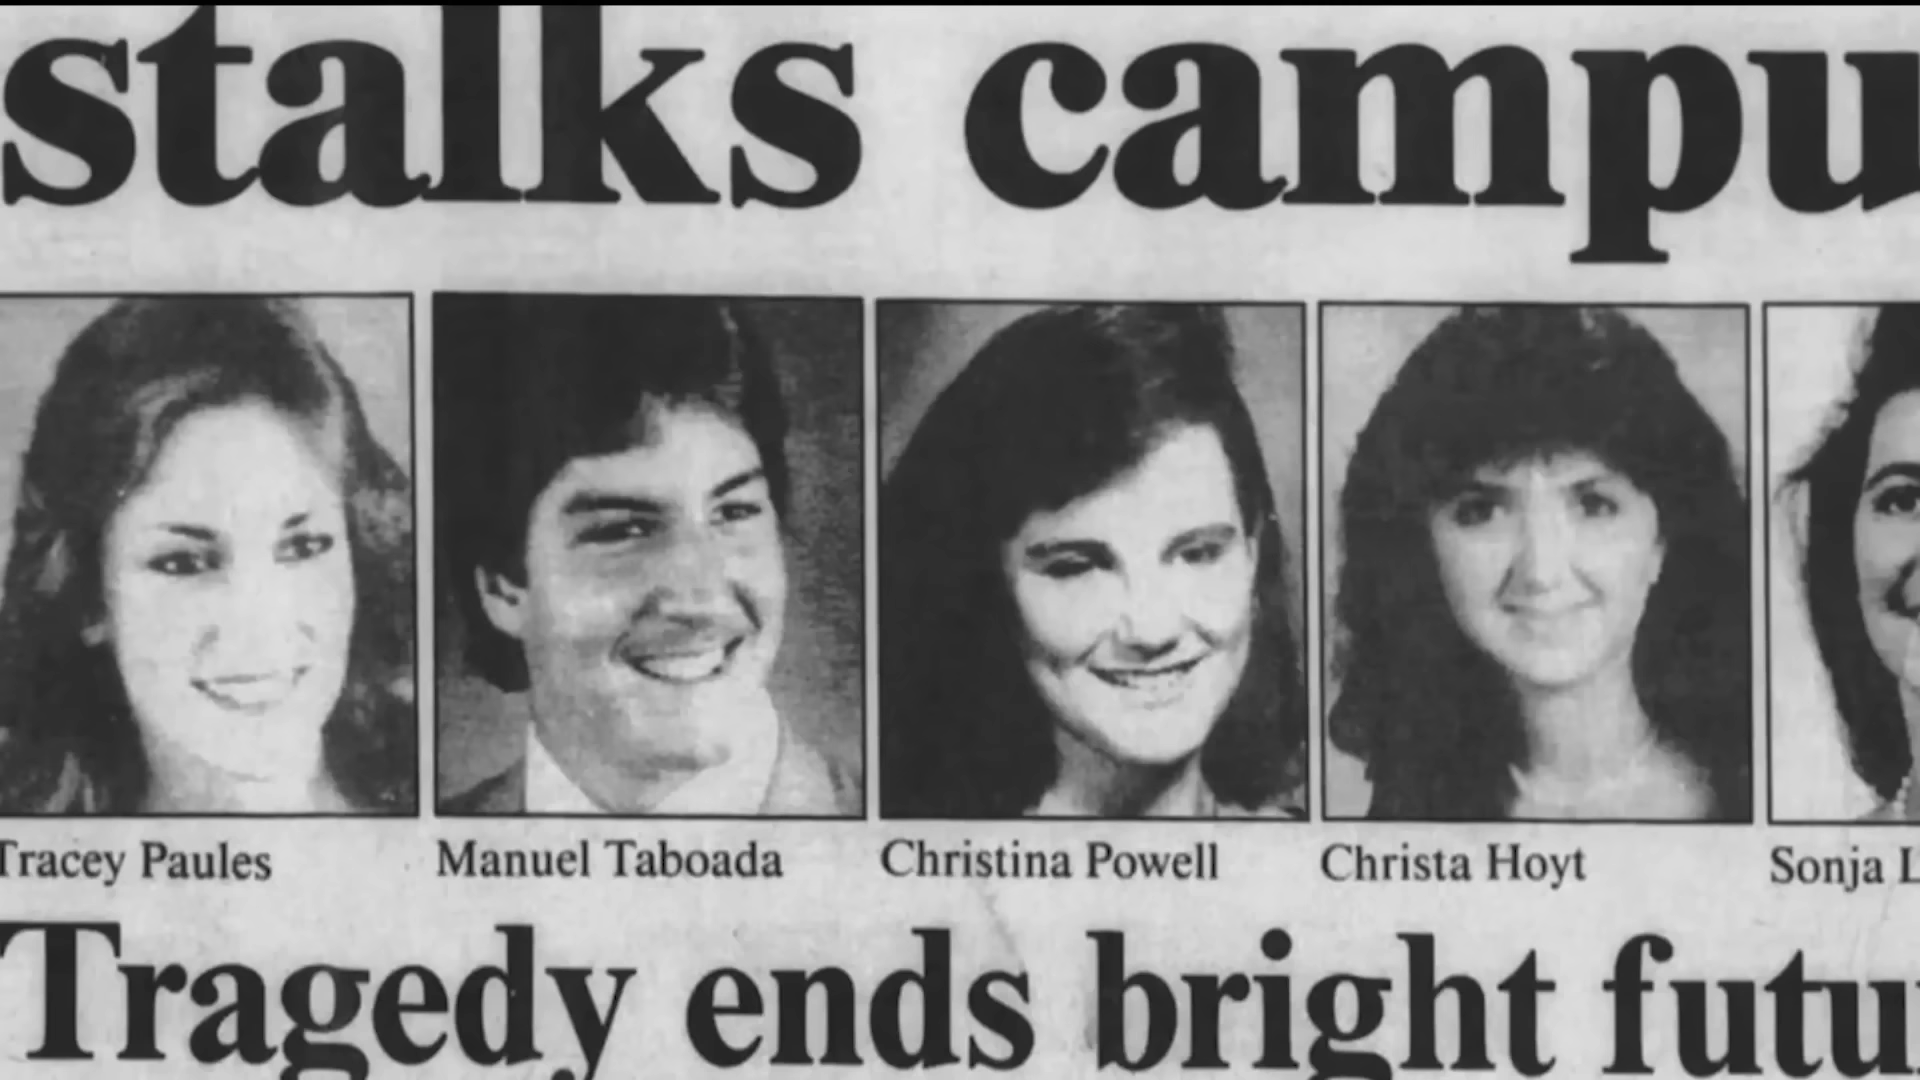 stalks campu
Tracey Paules Manuel Taboada Christina Powell Christa Hoyt Sonja L
Tragedy ends bright futu